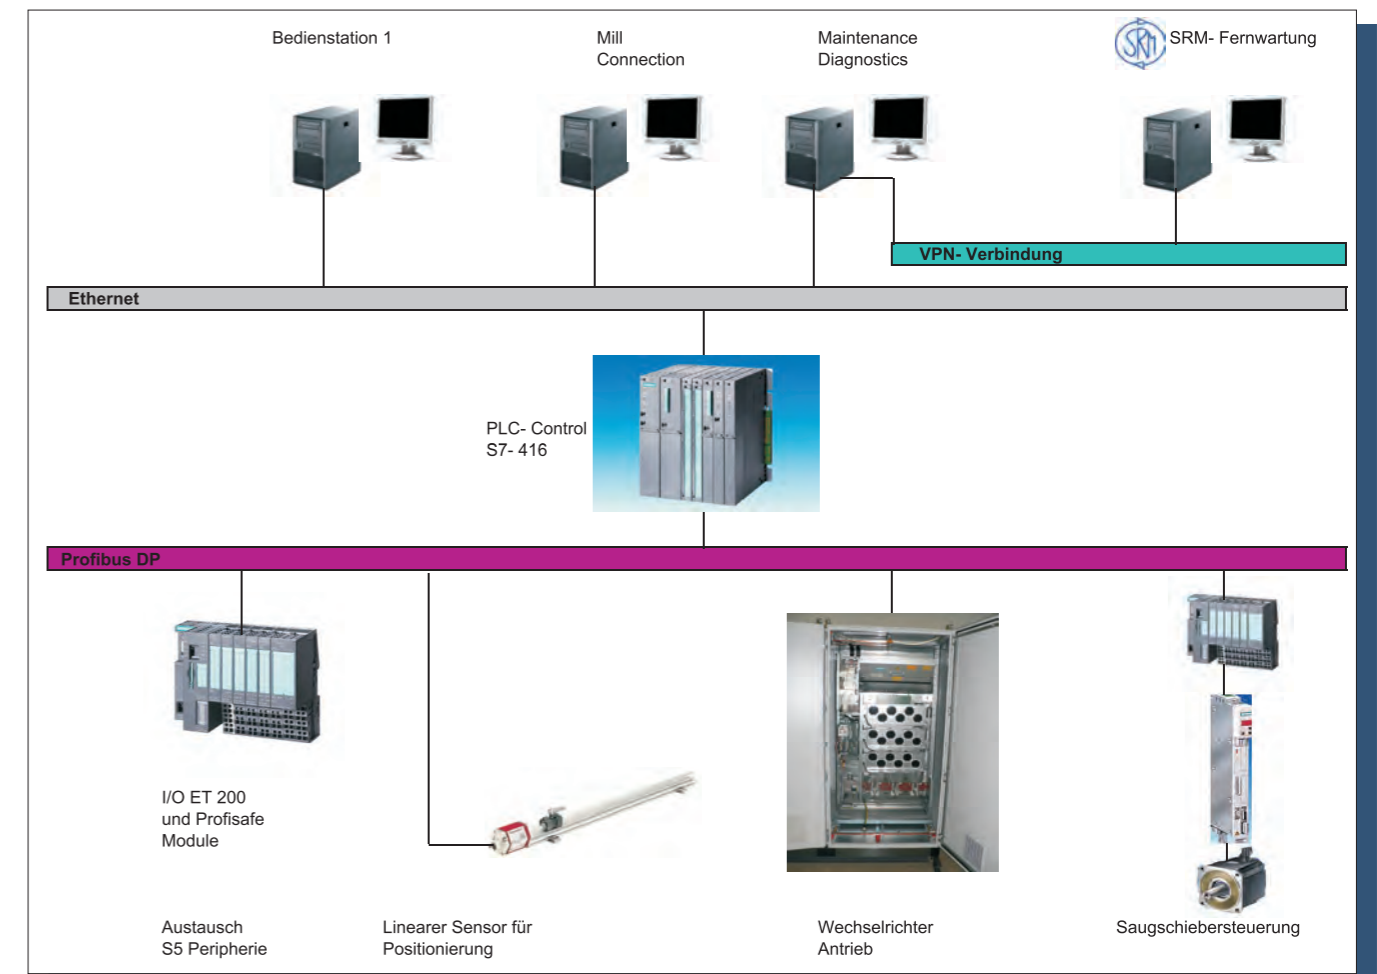 Bedienstation 1
Mill
Connection
Maintenance
Diagnostics
SRM
SRM- Fernwartung
VPN- Verbindung
Ethernet
PLC- Control
S7- 416
Profibus DP
I/O ET 200
und Profisafe
Module
Austausch
S5 Peripherie
Linearer Sensor für
Positionierung
Wechselrichter
Antrieb
Saugschiebersteuerung